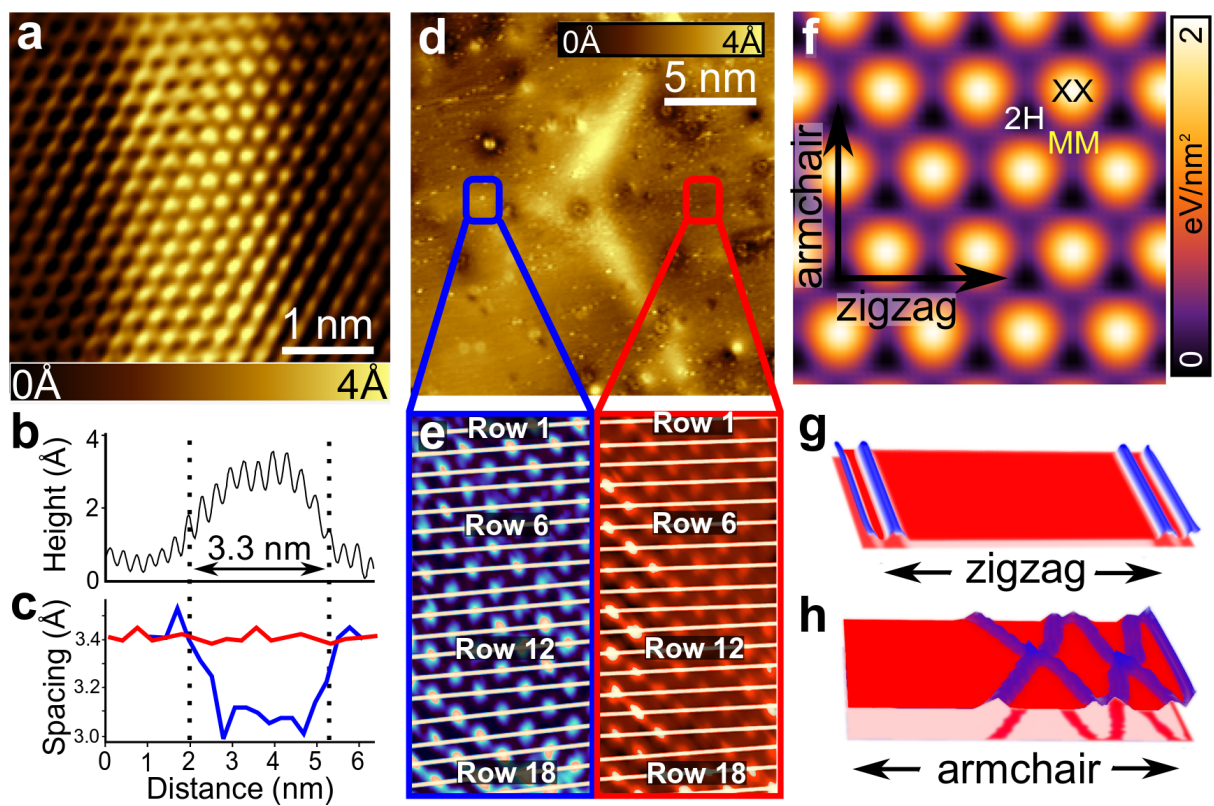 a
1 nm
0Å 4Å
b
Height (Å)
4
2
0
3.3 nm
c
Spacing (Å)
3.4
3.2
3.0
0 1 2 3 4 5 6
Distance (nm)
d
0Å 4Å
5 nm
e
Row 1
Row 6
Row 12
Row 18
Row 1
Row 6
Row 12
Row 18
f
XX
2H
MM
armchair
zigzag
2
eV/nm²
0
g
zigzag
h
armchair